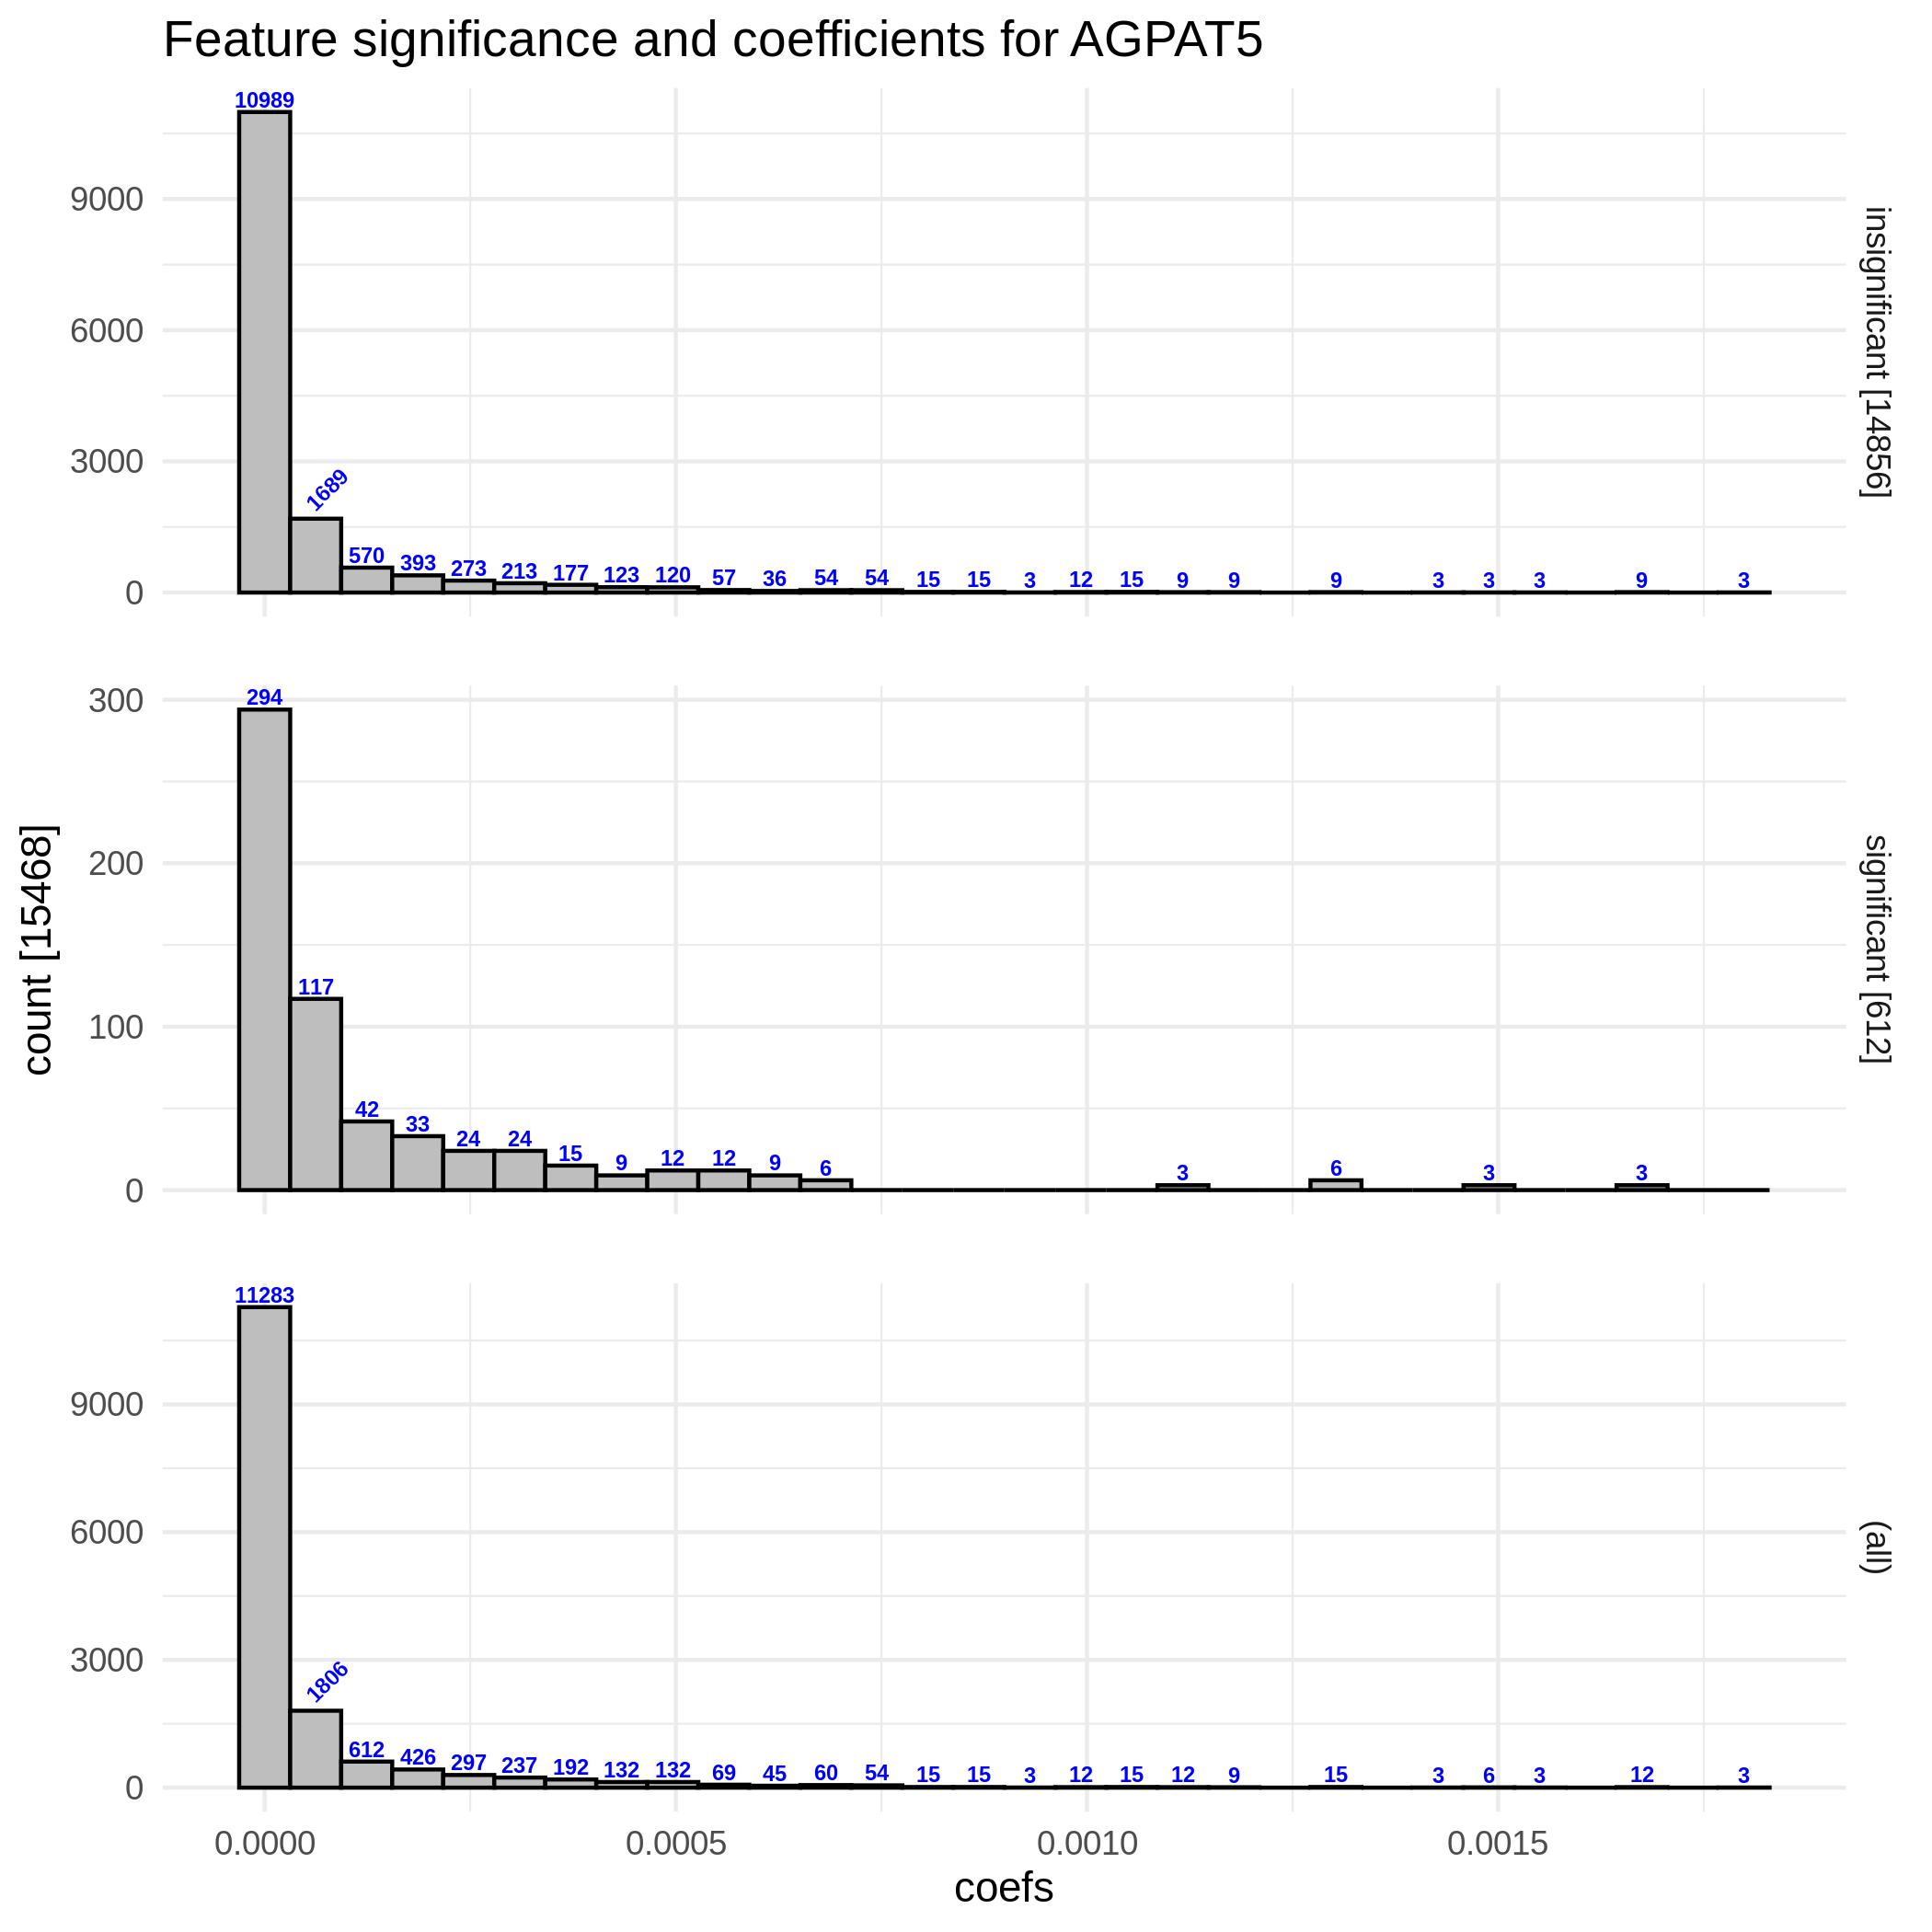 Feature significance and coefficients for AGPAT5
count [15468]
insignificant [14856]
9000
6000
3000
0
10989
1689
570 393 273 213 177 123 120 57 36 54 54 15 15 3 12 15 9 9 9 3 3 3 9 3
significant [612]
300
200
100
0
294
117
42 33 24 24 15 9 12 12 9 6 3 6 3 3
(all)
9000
6000
3000
0
11283
1806
612 426 297 237 192 132 132 69 45 60 54 15 15 3 12 15 12 9 15 3 6 3 12 3
0.0000 0.0005 0.0010 0.0015
coefs